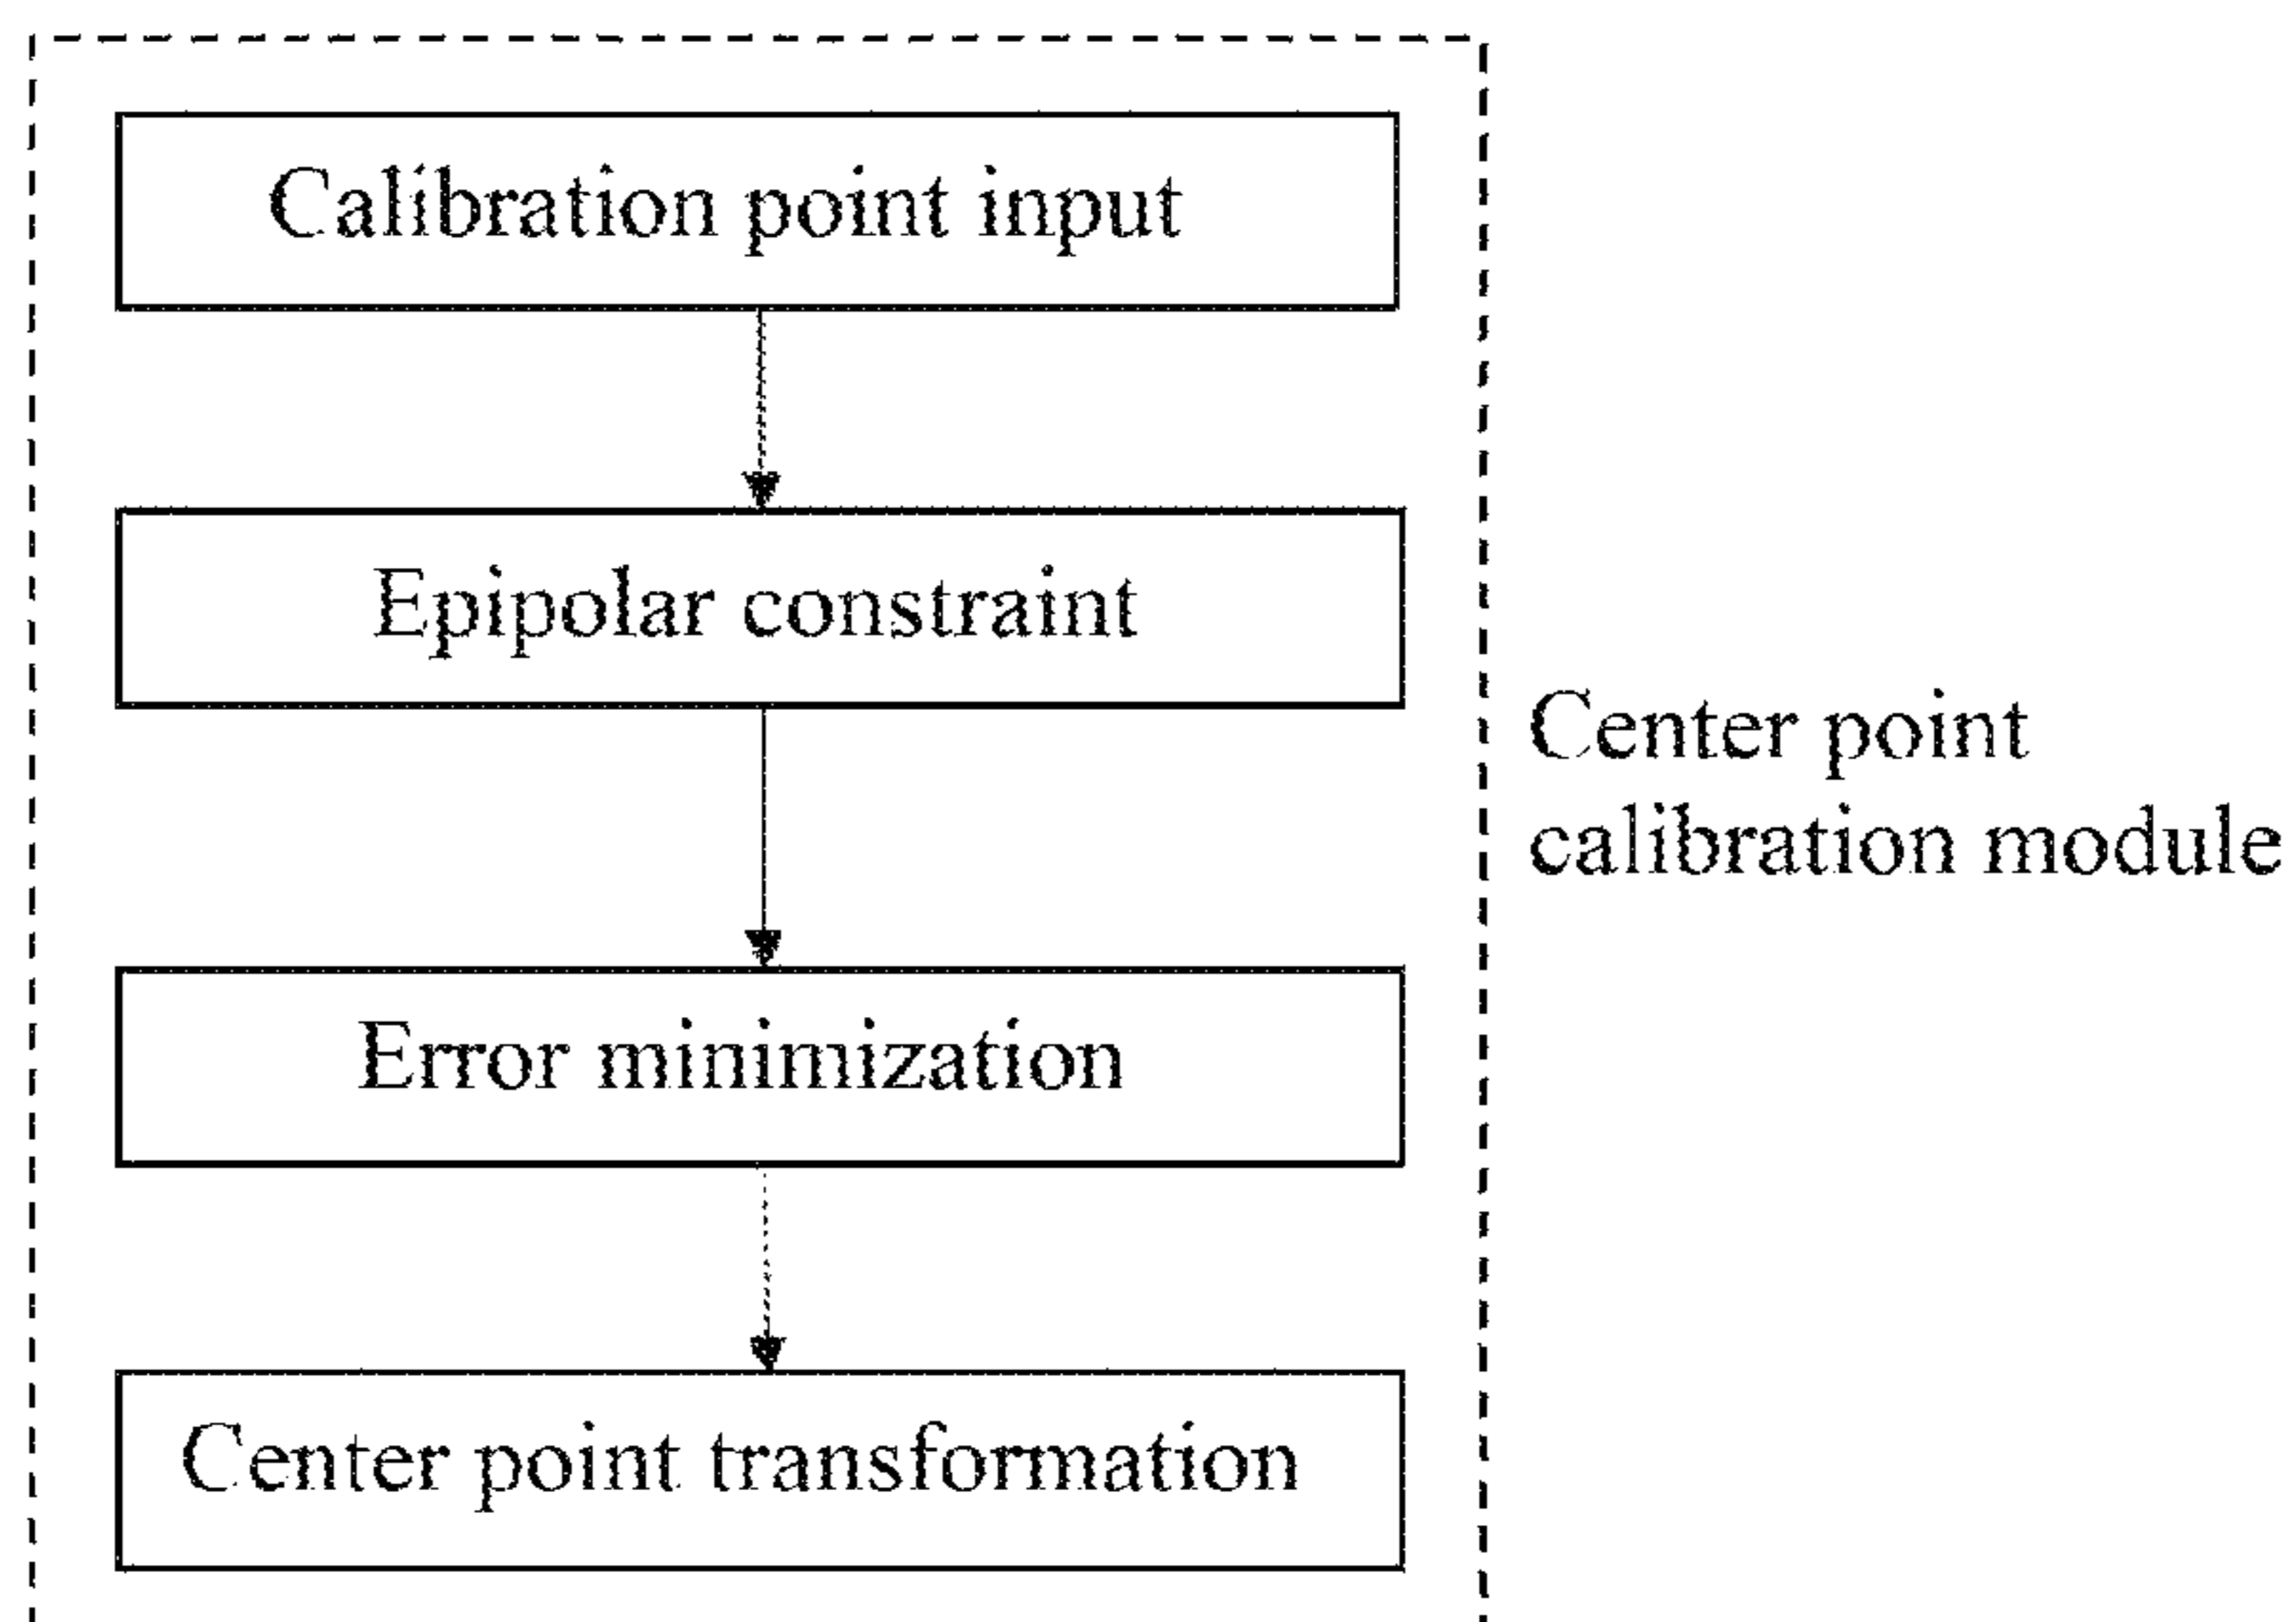 Calibration point input
Epipolar constraint
Center point
calibration module
Error minimization
Center point transformation